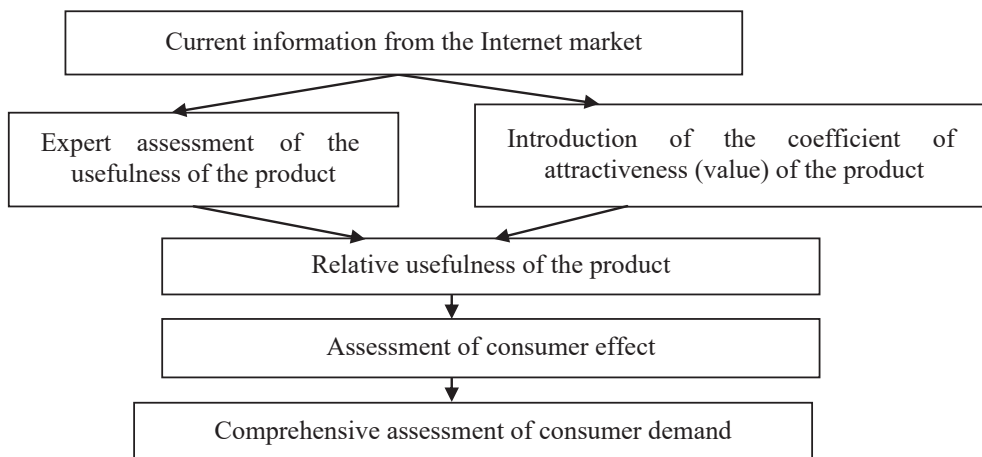 Current information from the Internet market
Expert assessment of the
usefulness of the product
Introduction of the coefficient of
attractiveness (value) of the product
Relative usefulness of the product
Assessment of consumer effect
Comprehensive assessment of consumer demand